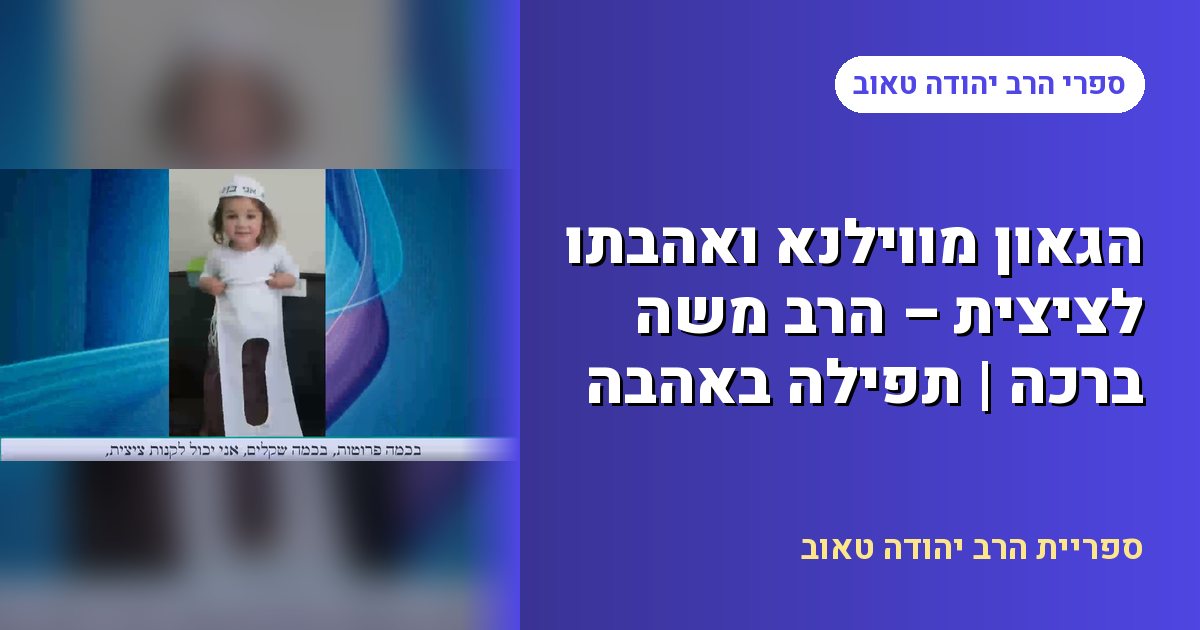 ספרי הרב יהודה טאוב
הגאון מווילנא ואהבתו
לציצית – הרב משה
ברכה | תפילה באהבה
אני
בכמה פרוטות, בכמה שקלים, אני יכול לקנות ציצית,
ספריית הרב יהודה טאוב